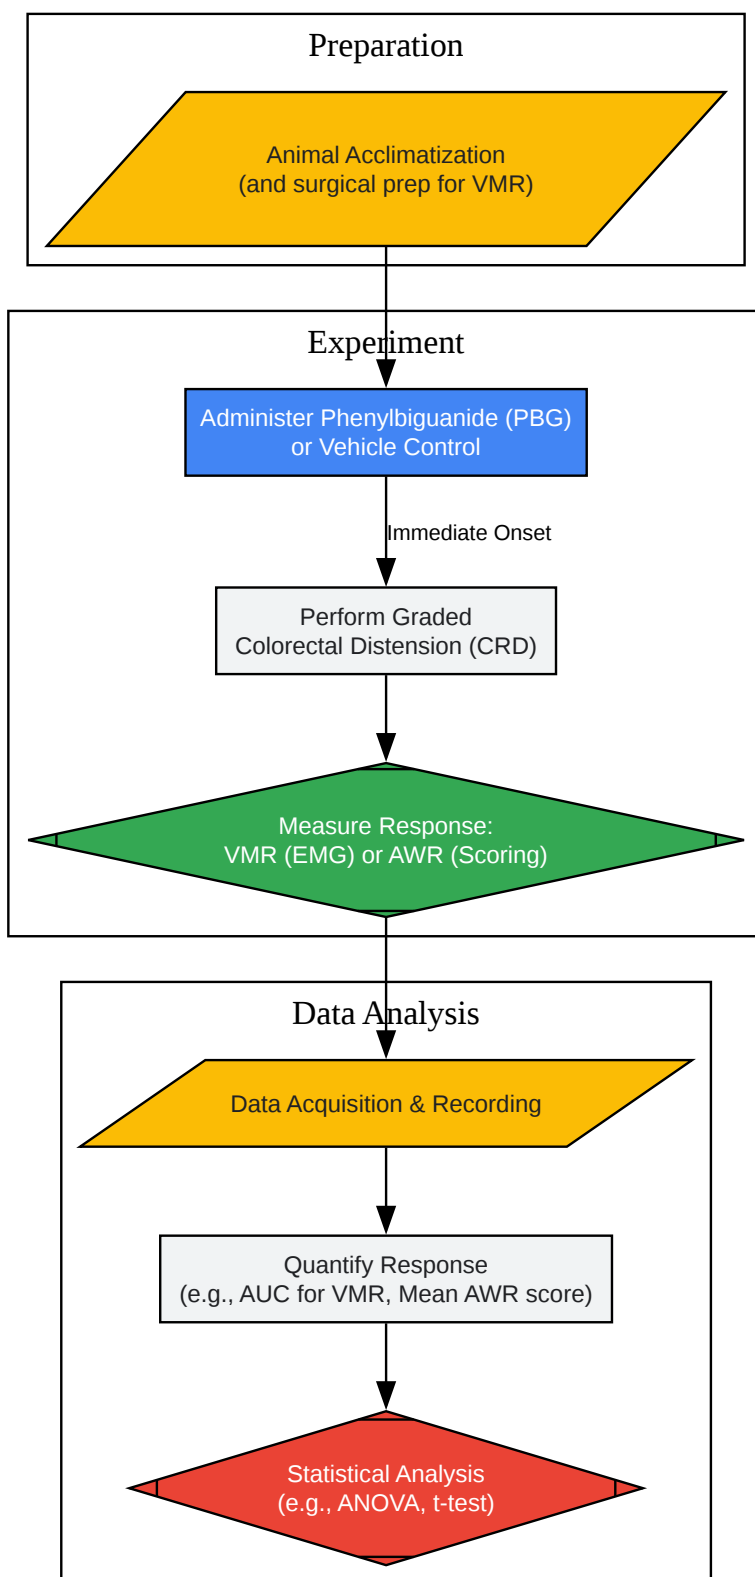 Preparation
Animal Acclimatization
(and surgical prep for VMR)
Experiment
Administer Phenylbiguanide (PBG)
or Vehicle Control
Immediate Onset
Perform Graded
Colorectal Distension (CRD)
Measure Response:
VMR (EMG) or AWR (Scoring)
Data Analysis
Data Acquisition & Recording
Quantify Response
(e.g., AUC for VMR, Mean AWR score)
Statistical Analysis
(e.g., ANOVA, t-test)